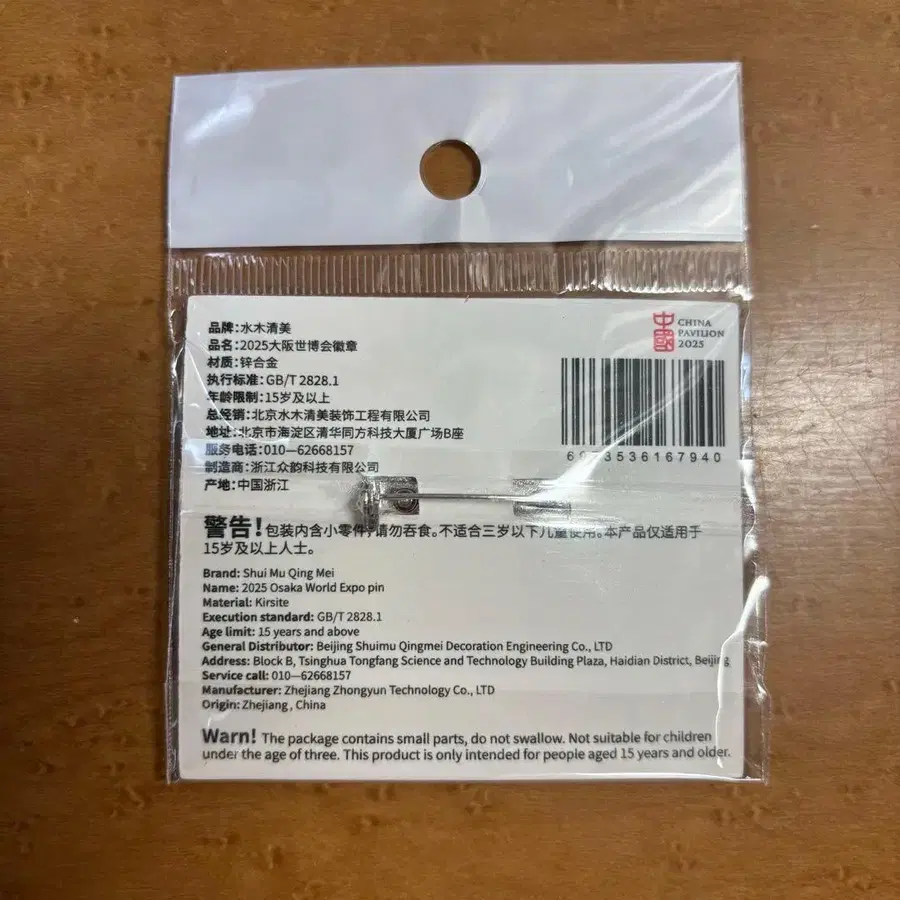 品牌:水木清美
品名:2025大阪世博会徽章
材质:锌合金
执行标准:GB/T 2828.1
年龄限制:15岁及以上
总经销:北京水木清美装饰工程有限公司
地址:北京市海淀区清华同方科技大厦广场B座
服务电话:010—62668157
制造商:浙江众韵科技有限公司
产地:中国浙江
中國
CHINA
PAVILION
2025
6973536167940
警告!包装内含小零件,请勿吞食。不适合三岁以下儿童使用。本产品仅适用于
15岁及以上人士。
Brand: Shui Mu Qing Mei
Name: 2025 Osaka World Expo pin
Material: Kirsite
Execution standard: GB/T 2828.1
Age limit: 15 years and above
General Distributor: Beijing Shuimu Qingmei Decoration Engineering Co., LTD
Address: Block B, Tsinghua Tongfang Science and Technology Building Plaza, Haidian District, Beijing
Service call: 010—62668157
Manufacturer: Zhejiang Zhongyun Technology Co., LTD
Origin: Zhejiang, China
Warn! The package contains small parts, do not swallow. Not suitable for children
under the age of three. This product is only intended for people aged 15 years and older.